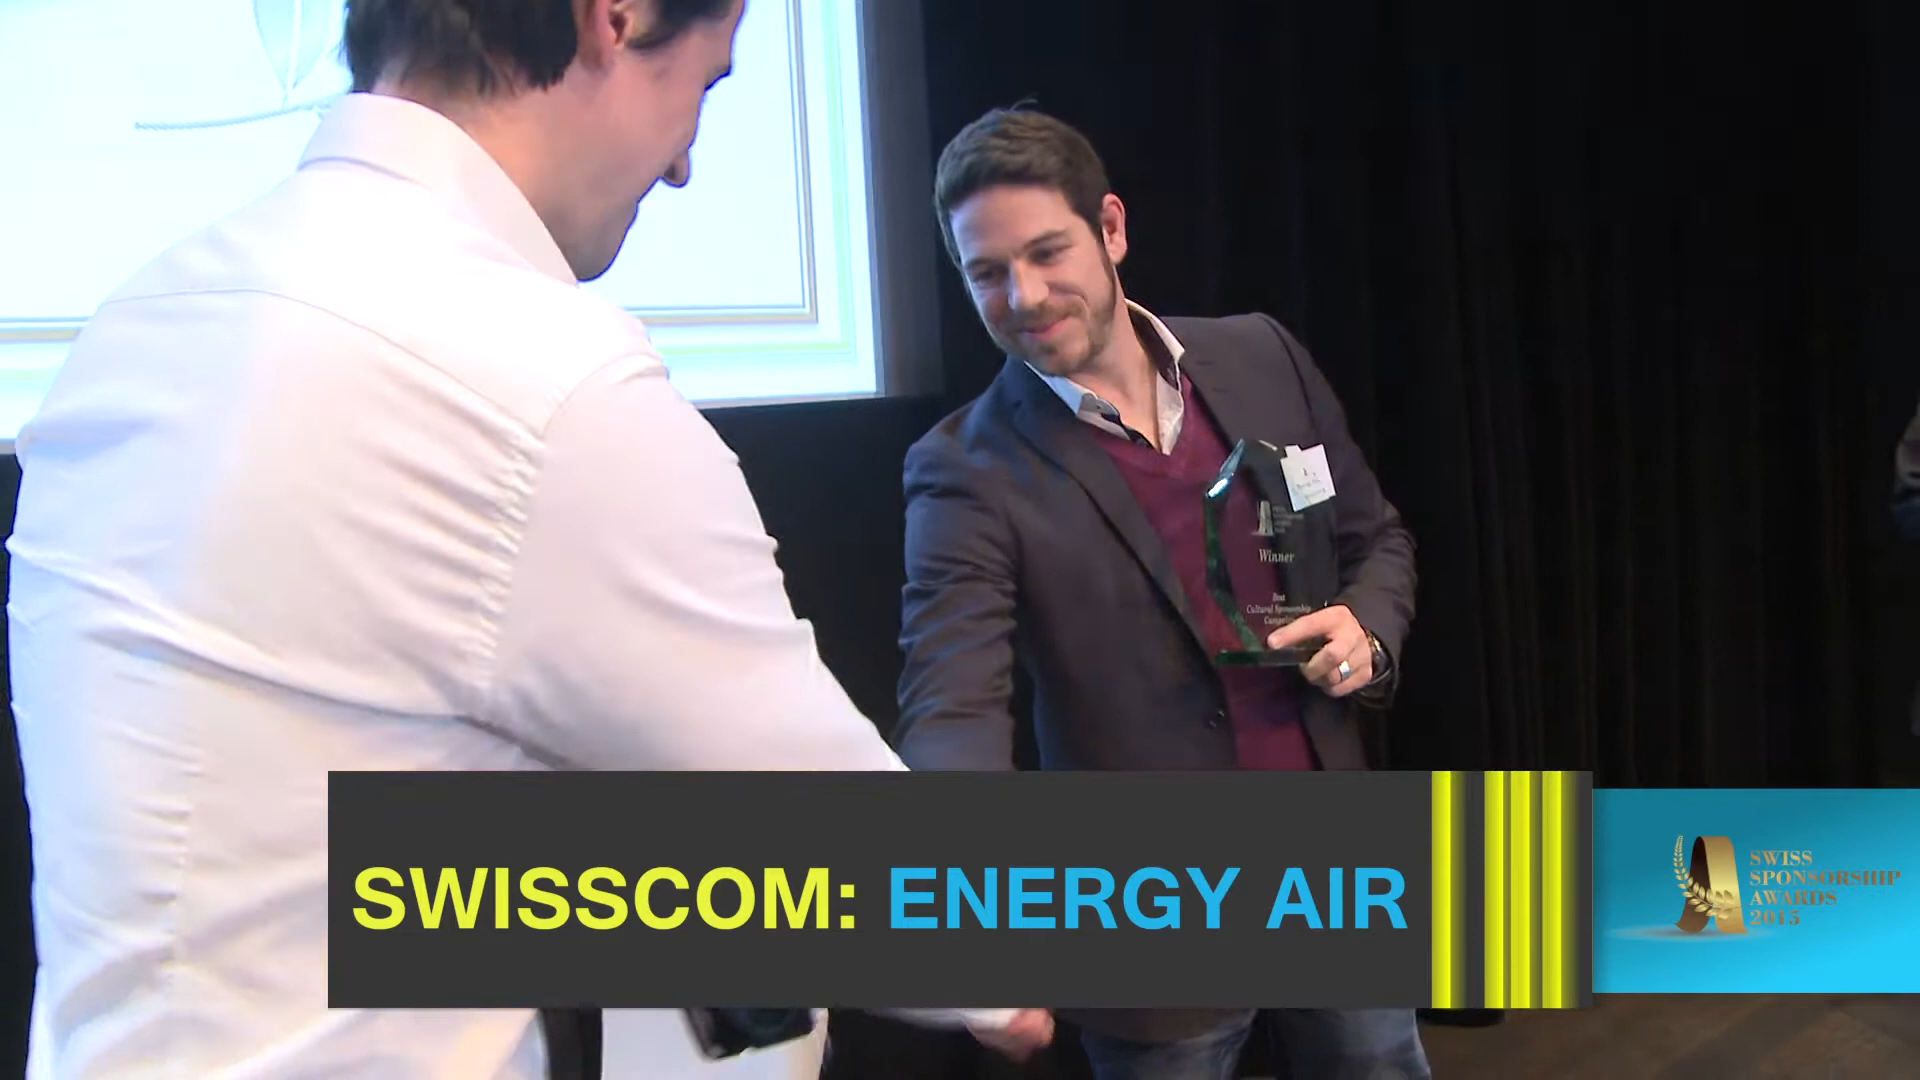 Winner
Best
Cultural Sponsorship
SWISSCOM: ENERGY AIR
SWISS
SPONSORSHIP
AWARDS
2015